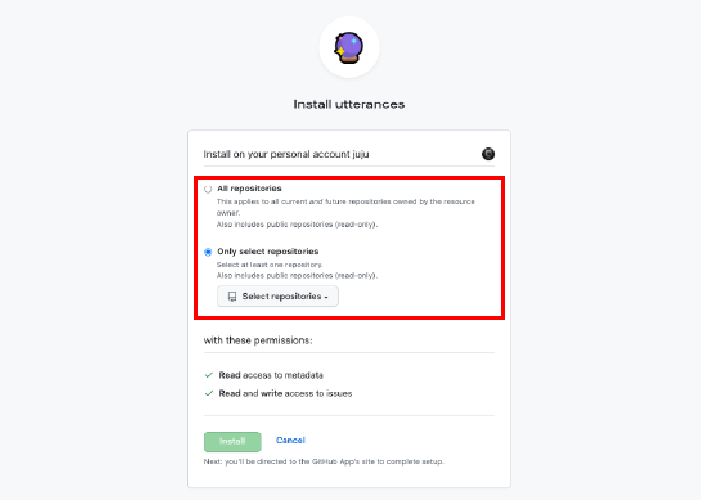 Install utterances
Install on your personal account juju
All repositories
This applies to all current and future repositories owned by the resource
owner.
Also includes public repositories (read-only).
Only select repositories
Select at least one repository.
Also includes public repositories (read-only).
Select repositories
with these permissions:
Read access to metadata
Read and write access to issues
Install Cancel
Next: you'll be directed to the GitHub App's site to complete setup.